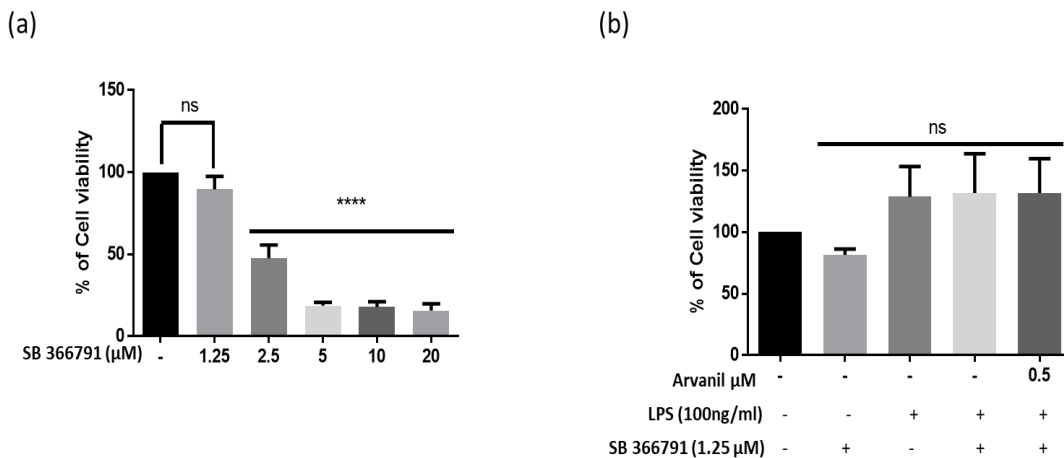 (a)
150
100
50
0
% of Cell viability
ns
****
SB 366791 (µM) - 1.25 2.5 5 10 20
(b)
200
150
100
50
0
% of Cell viability
ns
Arvanil µM - - - - 0.5
LPS (100ng/ml) - - + + +
SB 366791 (1.25 µM) - + - + +